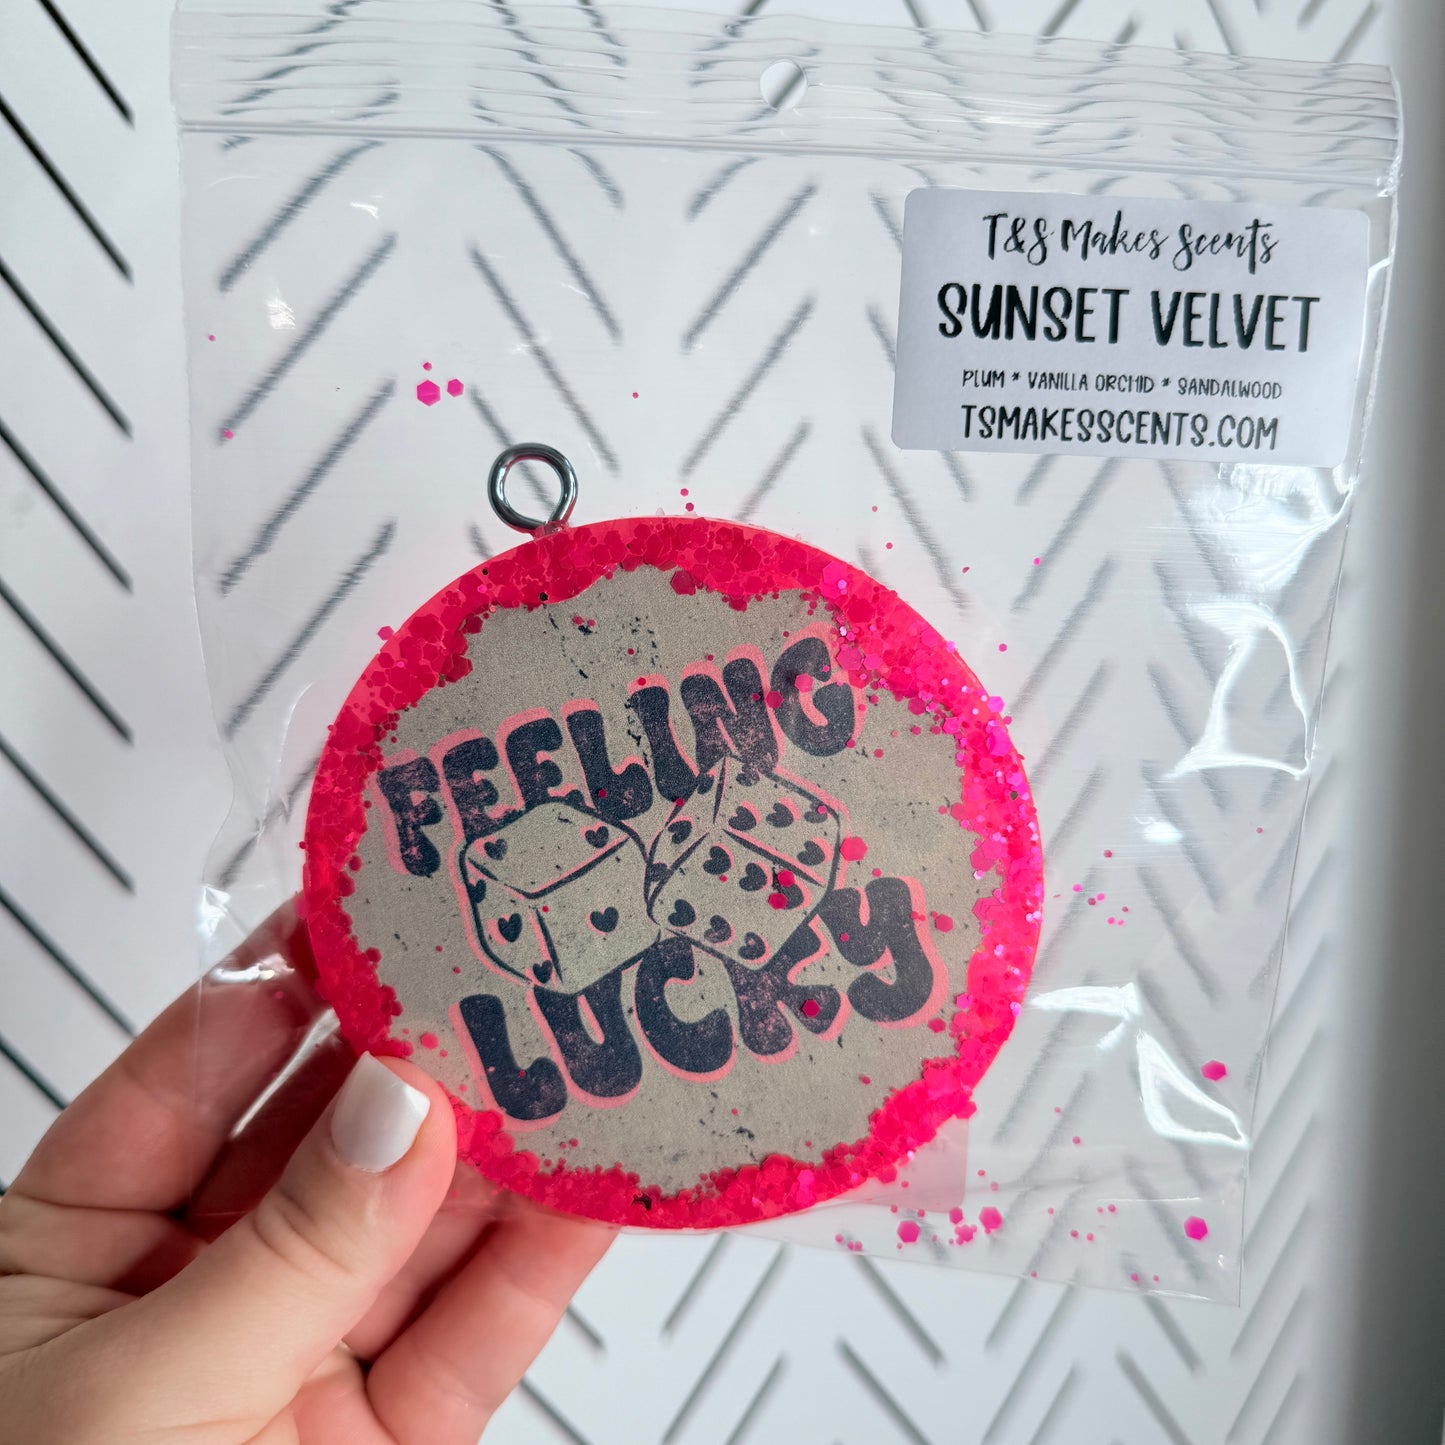 T&S Makes Scents
SUNSET VELVET
PLUM * VANILLA ORCHID * SANDALWOOD
TSMAKESSCENTS.COM
FEELING
LUCKY